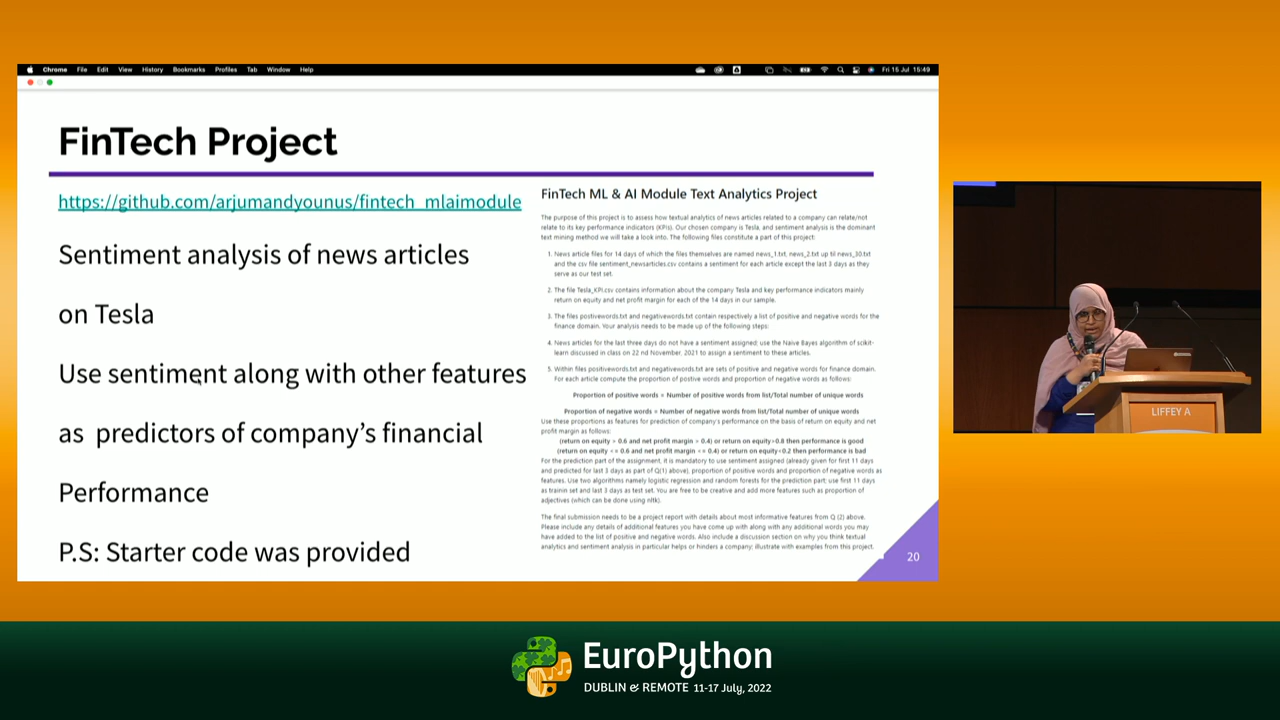 Chrome File Edit View History Bookmarks Profiles Tab Window Help Fri 15 Jul 15:49
FinTech Project
https://github.com/arjumandyounus/fintech_mlaimodule
Sentiment analysis of news articles
on Tesla
Use sentiment along with other features
as predictors of company's financial
Performance
P.S: Starter code was provided
FinTech ML & AI Module Text Analytics Project
The purpose of this project is to assess how textual analytics of news articles related to a company can relate/not
relate to its key performance indicators (KPIs). Our chosen company is Tesla, and sentiment analysis is the dominant
text mining method we will take a look into. The following files constitute a part of this project:
1. News article files for 14 days of which the files themselves are named news_1.txt, news_2.txt up til news_30.txt
and the csv file sentiment_newsarticles.csv contains a sentiment for each article except the last 3 days as they
serve as our test set.
2. The file Tesla_KPI.csv contains information about the company Tesla and key performance indicators mainly
return on equity and net profit margin for each of the 14 days in our sample.
3. The files postivewords.txt and negativewords.txt contain respectively a list of positive and negative words for the
finance domain. Your analysis needs to be made up of the following steps:
4. News articles for the last three days do not have a sentiment assigned; use the Naive Bayes algorithm of scikit-
learn discussed in class on 22 nd November, 2021 to assign a sentiment to these articles.
5. Within files positivewords.txt and negativewords.txt are sets of positive and negative words for finance domain.
For each article compute the proportion of postive words and proportion of negative words as follows:
Proportion of positive words = Number of positive words from list/Total number of unique words
Proportion of negative words = Number of negative words from list/Total number of unique words
Use these proportions as features for prediction of company's performance on the basis of return on equity and net
profit margin as follows:
(return on equity > 0.6 and net profit margin > 0.4) or return on equity>0.8 then performance is good
(return on equity <= 0.6 and net profit margin <= 0.4) or return on equity<0.2 then performance is bad
For the prediction part of the assignment, it is mandatory to use sentiment assigned (already given for first 11 days
and predicted for last 3 days as part of Q(1) above), proportion of positive words and proportion of negative words as
features. Use two algorithms namely logistic regression and random forests for the prediction part; use first 11 days
as trainin set and last 3 days as test set. You are free to be creative and add more features such as proportion of
adjectives (which can be done using nltk).
The final submission needs to be a project report with details about most informative features from Q (2) above.
Please include any details of additional features you have come up with along with any additional words you may
have added to the list of positive and negative words. Also include a discussion section on why you think textual
analytics and sentiment analysis in particular helps or hinders a company; illustrate with examples from this project.
20
LIFFEY A
EuroPython
DUBLIN & REMOTE 11-17 July, 2022